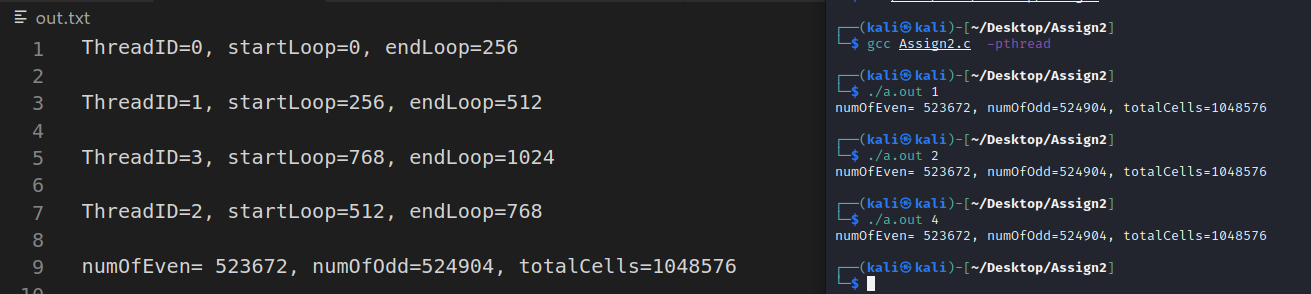 out.txt
1 ThreadID=0, startLoop=0, endLoop=256
2
3 ThreadID=1, startLoop=256, endLoop=512
4
5 ThreadID=3, startLoop=768, endLoop=1024
6
7 ThreadID=2, startLoop=512, endLoop=768
8
9 numOfEven= 523672, numOfOdd=524904, totalCells=1048576
10
┌──(kali㉿kali)-[~/Desktop/Assign2]
└─$ gcc Assign2.c  -pthread
┌──(kali㉿kali)-[~/Desktop/Assign2]
└─$ ./a.out 1
numOfEven= 523672, numOfOdd=524904, totalCells=1048576
┌──(kali㉿kali)-[~/Desktop/Assign2]
└─$ ./a.out 2
numOfEven= 523672, numOfOdd=524904, totalCells=1048576
┌──(kali㉿kali)-[~/Desktop/Assign2]
└─$ ./a.out 4
numOfEven= 523672, numOfOdd=524904, totalCells=1048576
┌──(kali㉿kali)-[~/Desktop/Assign2]
└─$